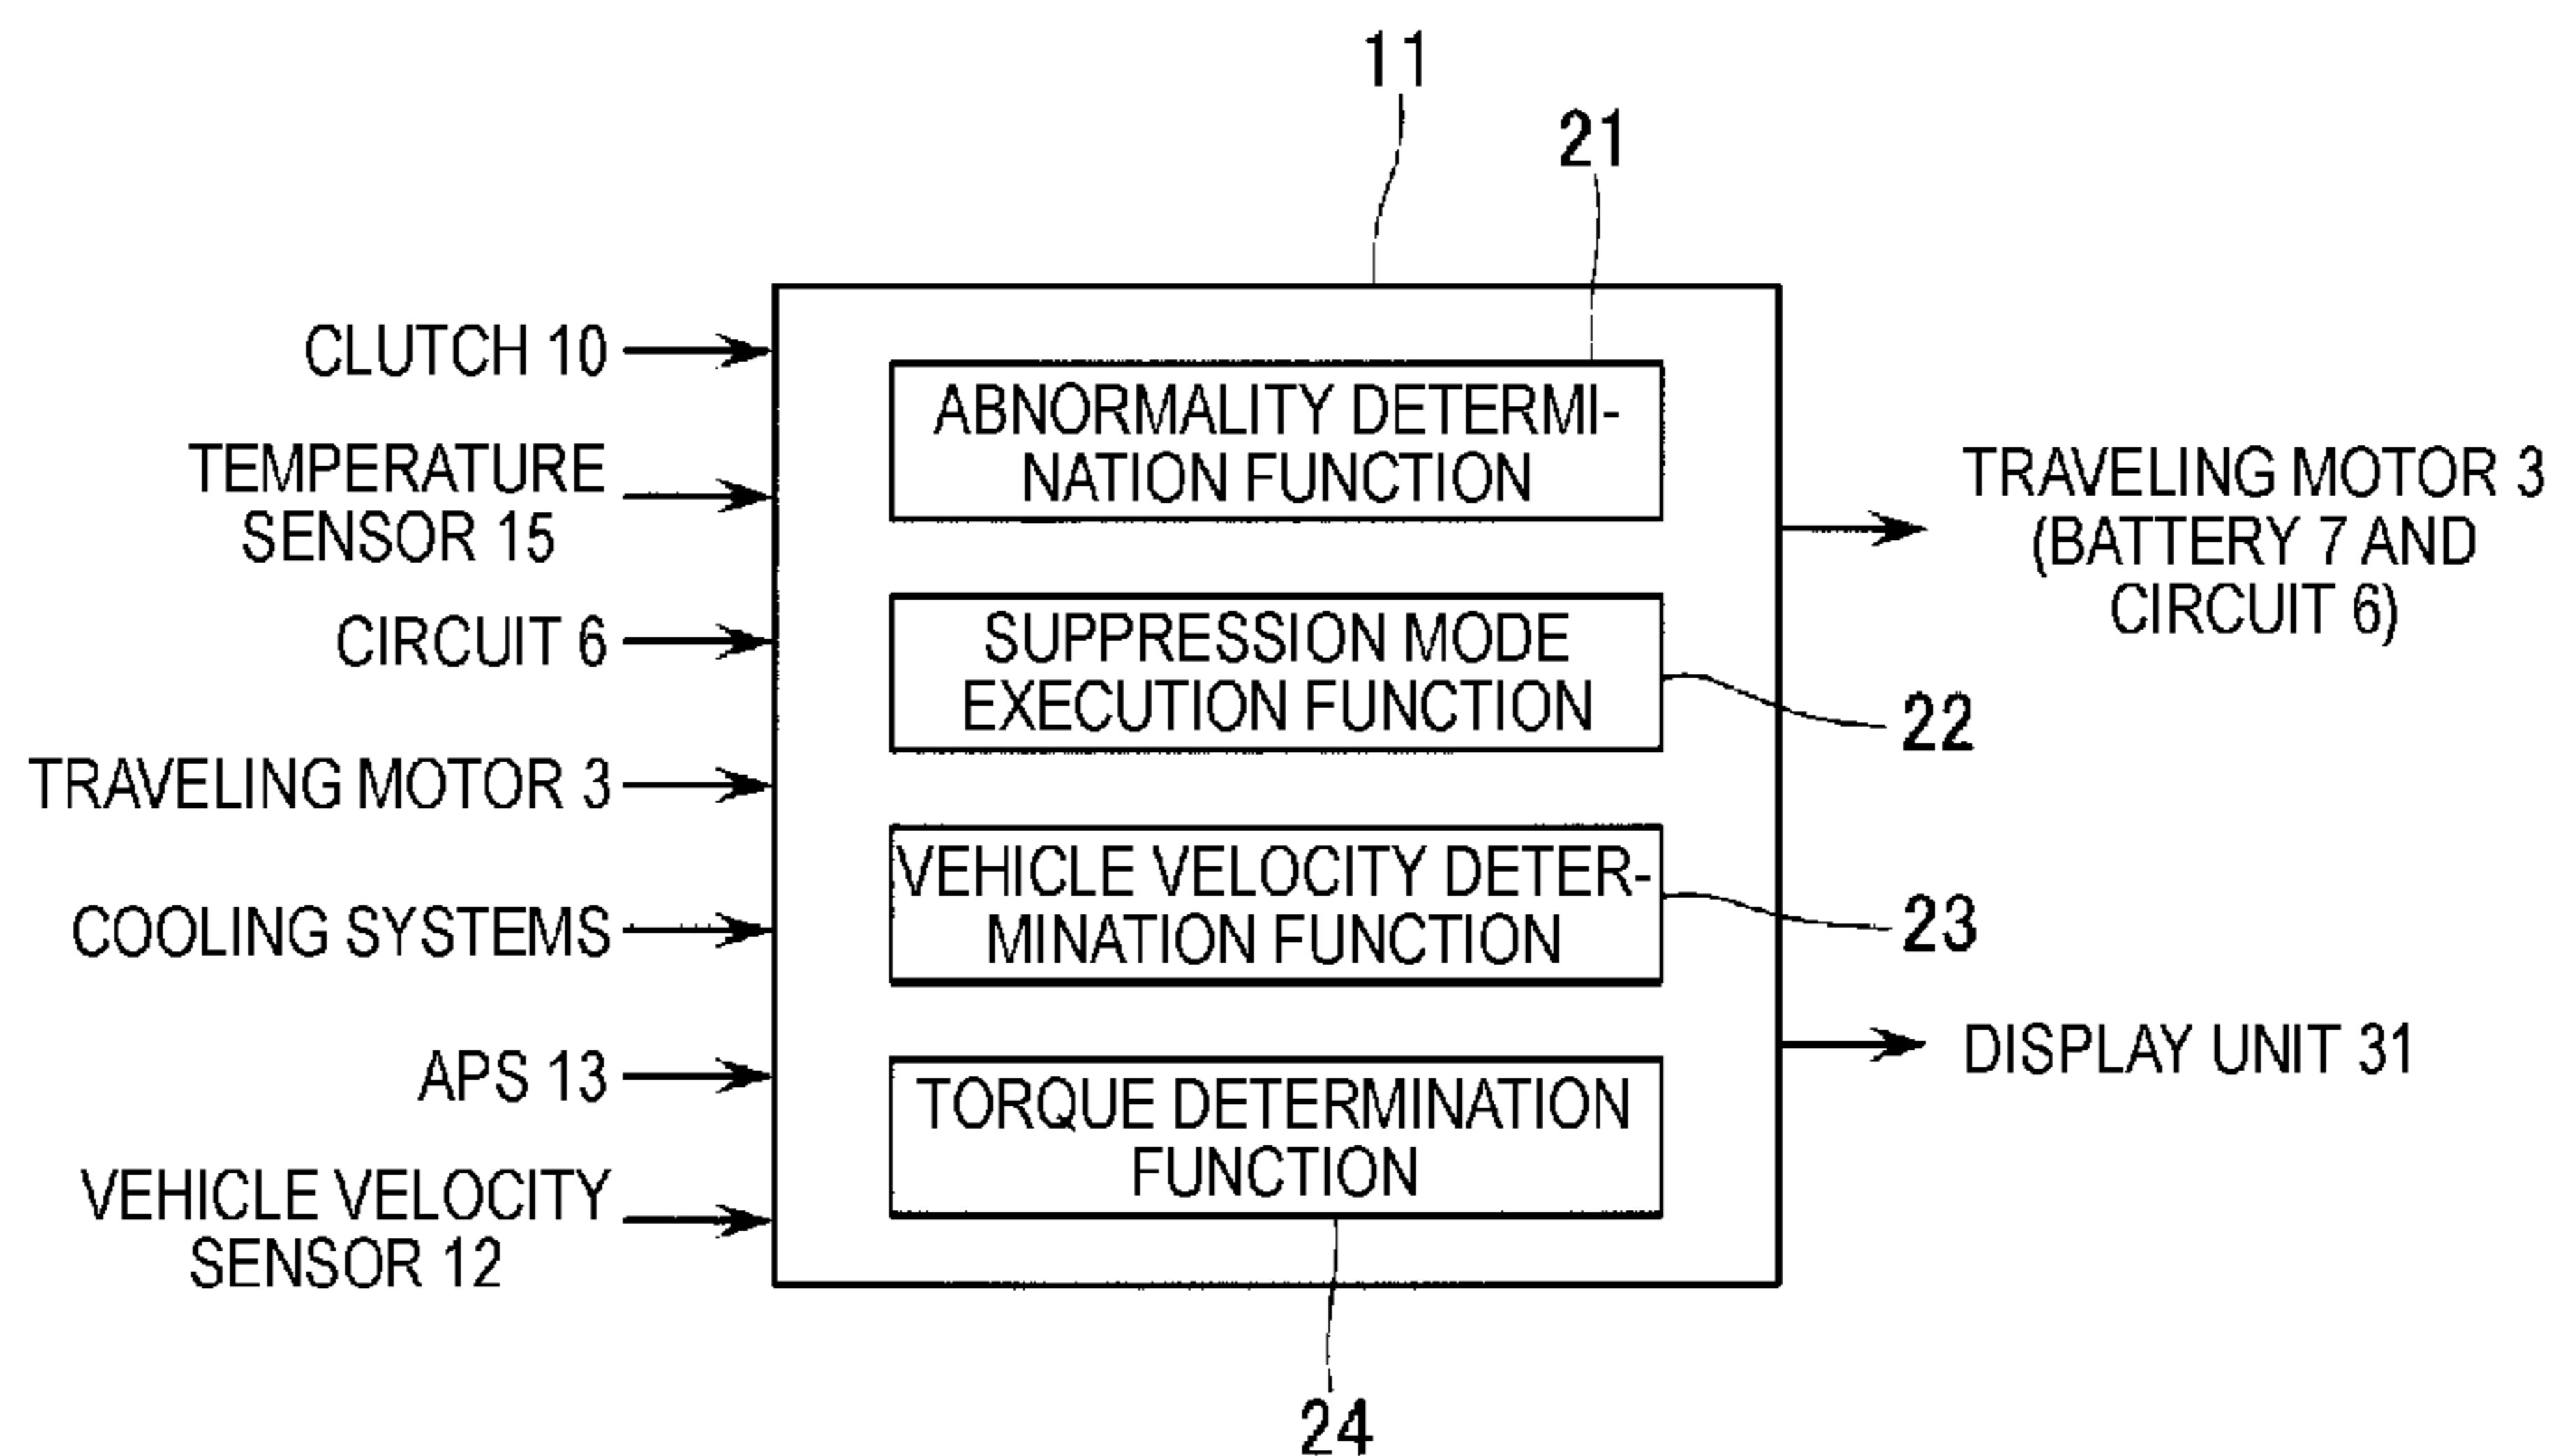 11
21
CLUTCH 10
TEMPERATURE
SENSOR 15
CIRCUIT 6
TRAVELING MOTOR 3
COOLING SYSTEMS
APS 13
VEHICLE VELOCITY
SENSOR 12
ABNORMALITY DETERMI-
NATION FUNCTION
SUPPRESSION MODE
EXECUTION FUNCTION
VEHICLE VELOCITY DETER-
MINATION FUNCTION
TORQUE DETERMINATION
FUNCTION
TRAVELING MOTOR 3
(BATTERY 7 AND
CIRCUIT 6)
22
23
DISPLAY UNIT 31
24